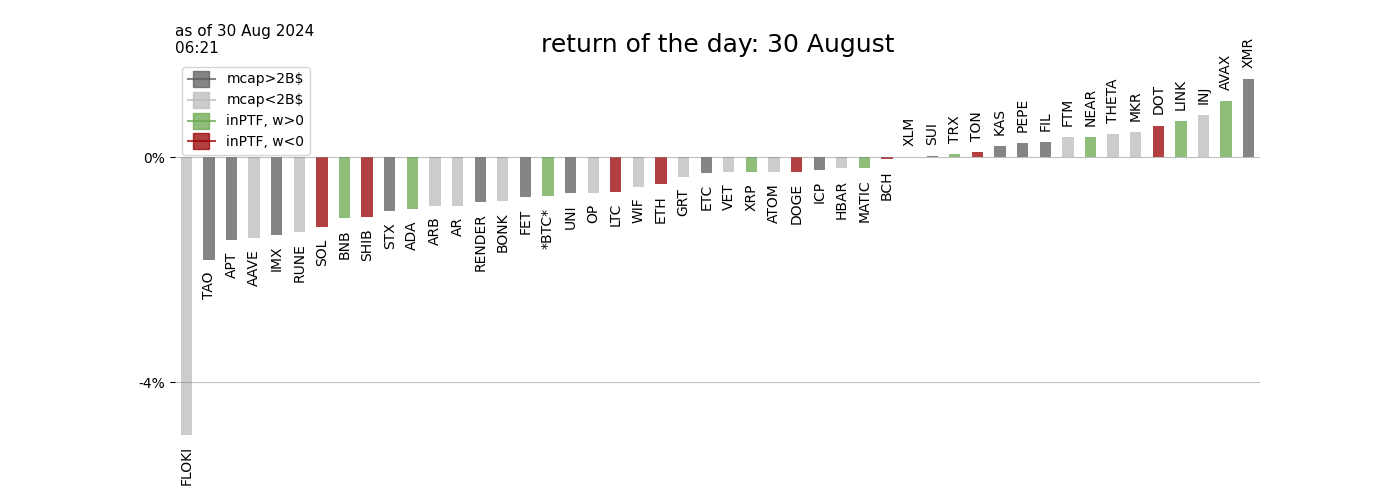 as of 30 Aug 2024
06:21
return of the day: 30 August
mcap>2B$
mcap<2B$
inPTF, w>0
inPTF, w<0
0%
-4%
FLOKI
TAO
APT
AAVE
IMX
RUNE
SOL
BNB
SHIB
STX
ADA
ARB
AR
RENDER
BONK
FET
*BTC*
UNI
OP
LTC
WIF
ETH
GRT
ETC
VET
XRP
ATOM
DOGE
ICP
HBAR
MATIC
BCH
XLM
SUI
TRX
TON
KAS
PEPE
FIL
FTM
NEAR
THETA
MKR
DOT
LINK
INJ
AVAX
XMR